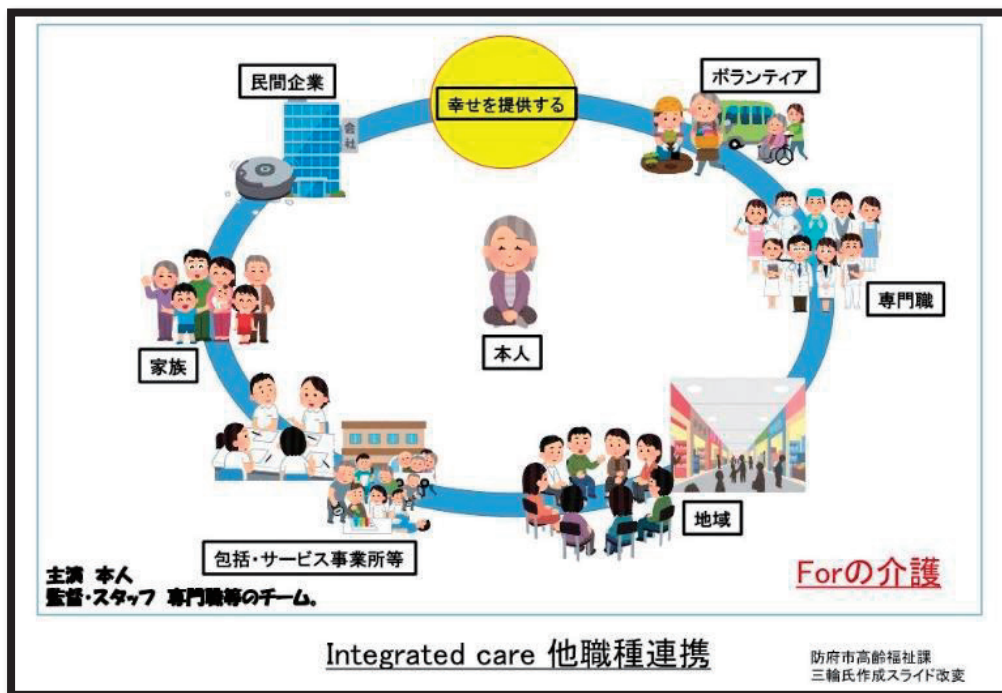 民間企業
会社
幸せを提供する
ボランティア
専門職
本人
家族
地域
包括・サービス事業所等
主演 本人
監督・スタッフ 専門職等のチーム。
Forの介護
Integrated care 他職種連携
防府市高齢福祉課
三輪氏作成スライド改変